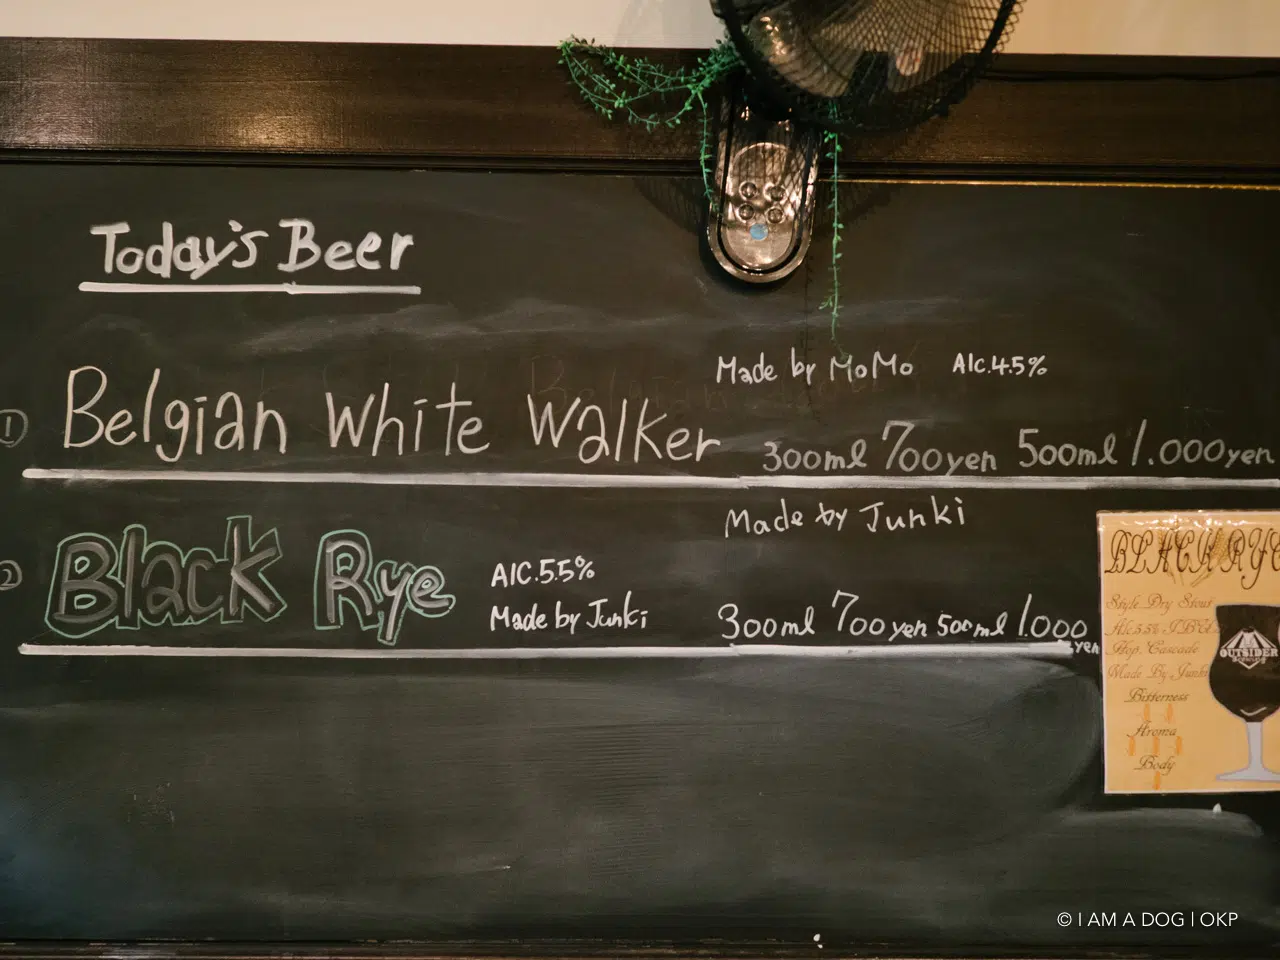 Today's Beer
Made by MoMo Alc.4.5%
① Belgian White Walker 300ml 700yen 500ml 1.000yen
Made by Junki
② Black Rye Alc.5.5%
Made by Junki 300ml 700yen 500ml 1.000yen
BLACK RYE
Style Dry Stout
Alc 5.5%
Hop Cascade
Made By Junki
Bitterness
Aroma
Body
OUTSIDER
BREWING
© I AM A DOG | OKP